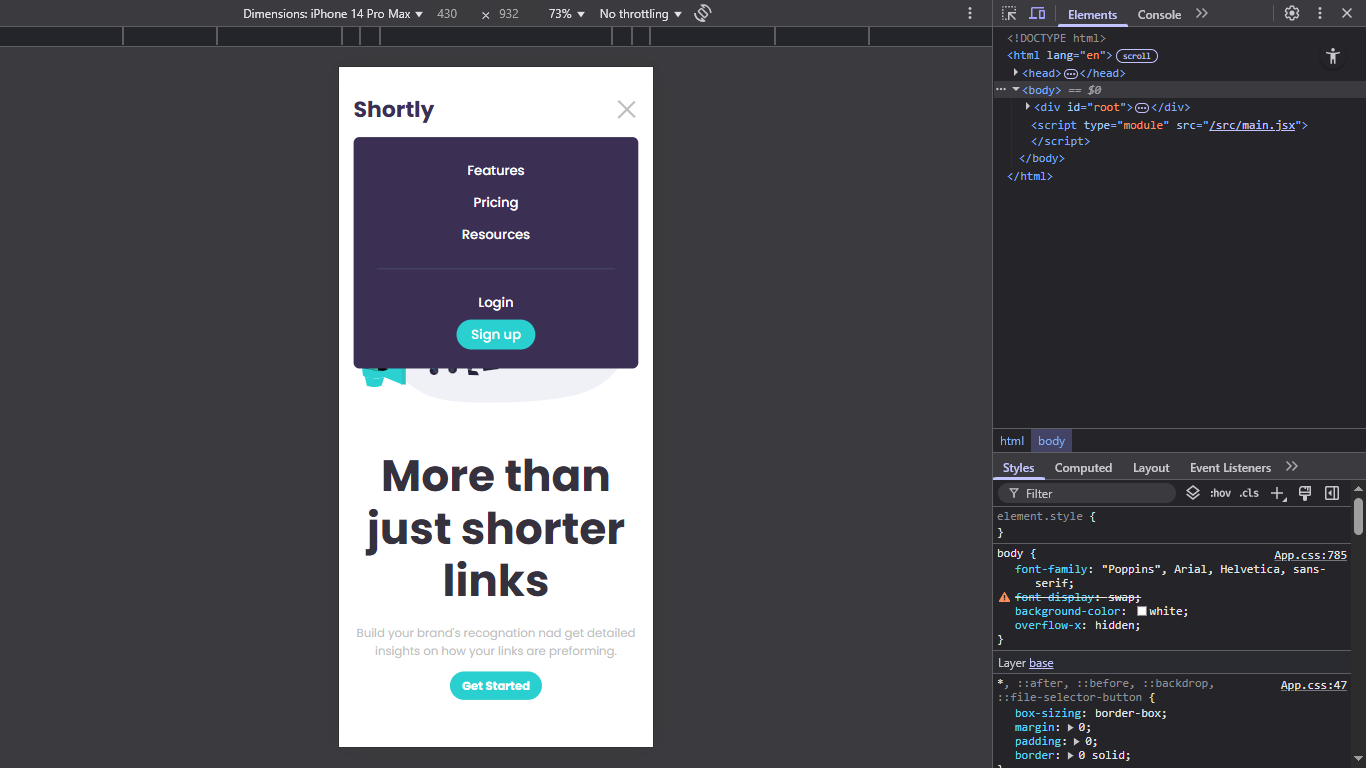 Dimensions: iPhone 14 Pro Max 430 × 932 73% No throttling
Elements Console
Shortly
Features
Pricing
Resources
Login
Sign up
More than
just shorter
links
Build your brand's recognation nad get detailed
insights on how your links are preforming.
Get Started
<!DOCTYPE html>
<html lang="en"> scroll
<head> </head>
<body> == $0
<div id="root"> </div>
<script type="module" src="/src/main.jsx">
</script>
</body>
</html>
html body
Styles Computed Layout Event Listeners
Filter :hov .cls
element.style {
}
body { App.css:785
font-family: "Poppins", Arial, Helvetica, sans-
serif;
font-display: swap;
background-color: white;
overflow-x: hidden;
}
Layer base
*, ::after, ::before, ::backdrop, App.css:47
::file-selector-button {
box-sizing: border-box;
margin: 0;
padding: 0;
border: 0 solid;